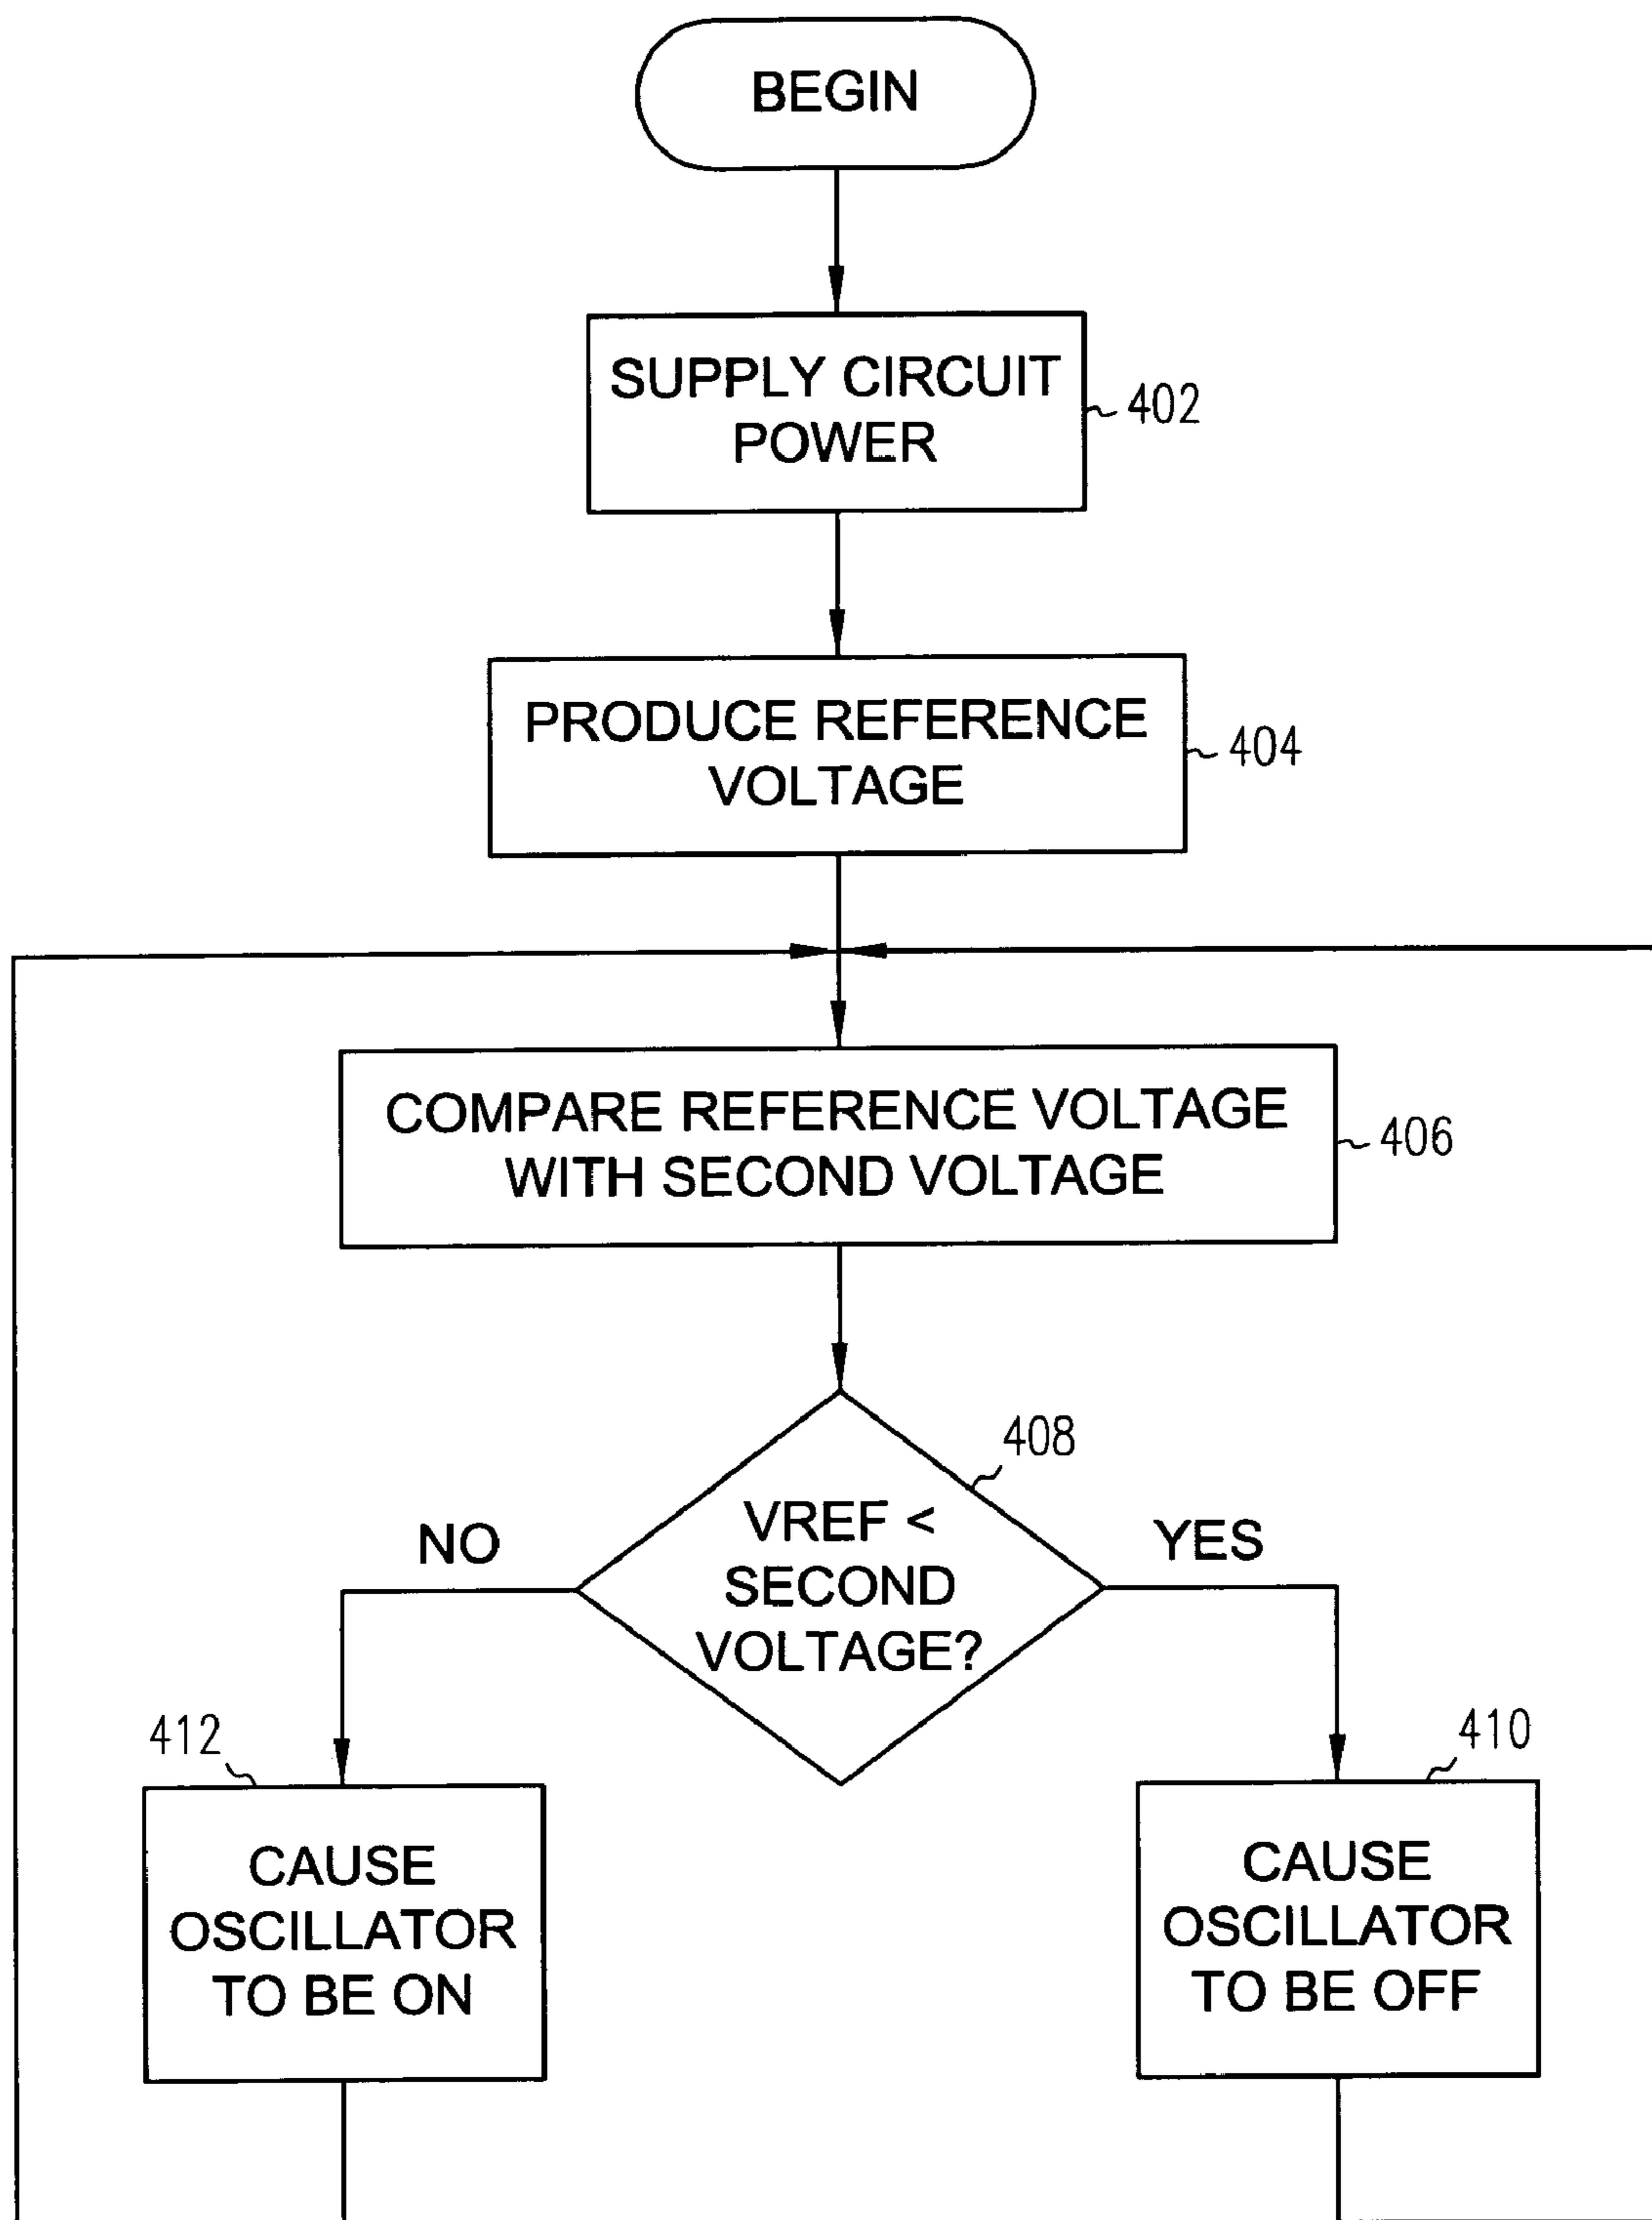 BEGIN
SUPPLY CIRCUIT
POWER
402
PRODUCE REFERENCE
VOLTAGE
404
COMPARE REFERENCE VOLTAGE
WITH SECOND VOLTAGE
406
408
VREF <
SECOND
VOLTAGE?
NO
YES
412
CAUSE
OSCILLATOR
TO BE ON
410
CAUSE
OSCILLATOR
TO BE OFF